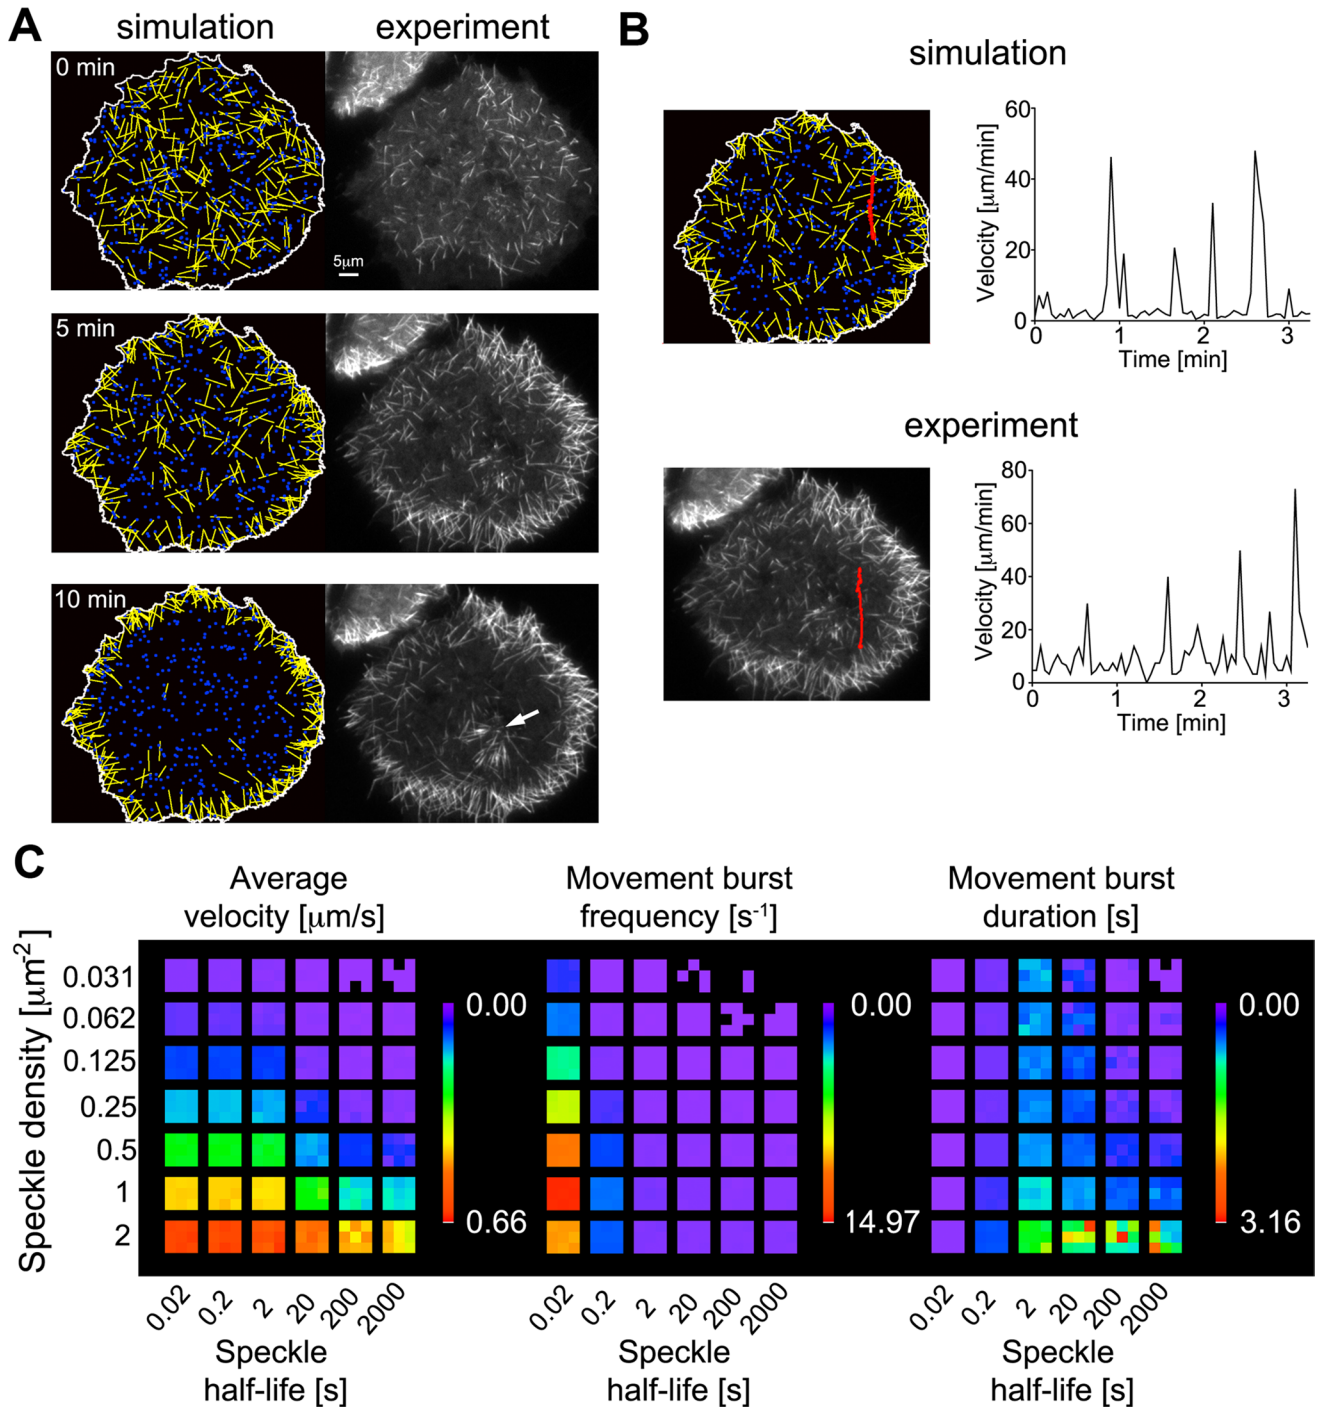 A
simulation
experiment
0 min
5μm
5 min
10 min
B
simulation
Velocity [μm/min]
60
40
20
0
0 1 2 3
Time [min]
experiment
Velocity [μm/min]
80
60
40
20
0
0 1 2 3
Time [min]
C
Average
velocity [μm/s]
Movement burst
frequency [s-1]
Movement burst
duration [s]
Speckle density [μm-2]
0.031
0.062
0.125
0.25
0.5
1
2
0.00
0.66
0.00
14.97
0.00
3.16
0.02 0.2 2 20 200 2000
Speckle
half-life [s]
0.02 0.2 2 20 200 2000
Speckle
half-life [s]
0.02 0.2 2 20 200 2000
Speckle
half-life [s]